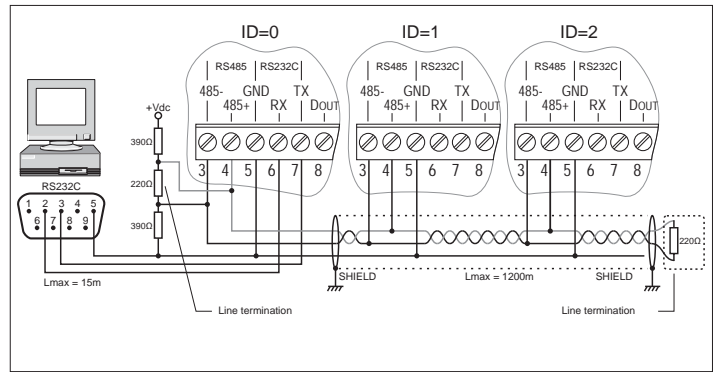 ID=0 ID=1 ID=2
RS485 RS232C RS485 RS232C RS485 RS232C
485- GND TX 485- GND TX 485- GND TX
485+ RX DOUT 485+ RX DOUT 485+ RX DOUT
+Vdc
390Ω
3 4 5 6 7 8 3 4 5 6 7 8 3 4 5 6 7 8
220Ω
RS232C
1 2 3 4 5
6 7 8 9
390Ω
220Ω
Lmax = 15m
SHIELD Lmax = 1200m SHIELD
Line termination Line termination